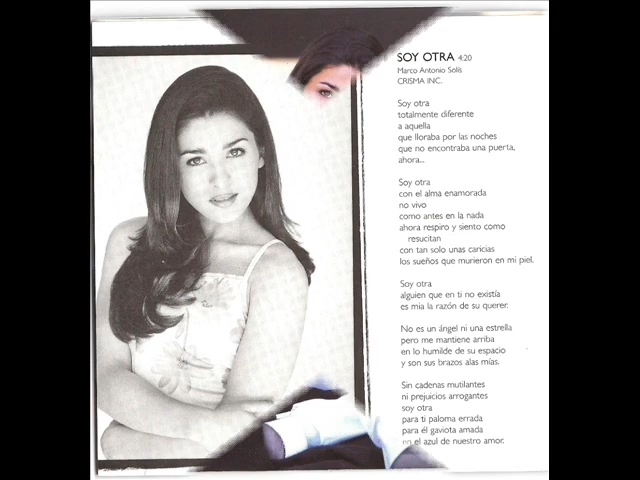 SOY OTRA 4:20
Marco Antonio Solís
CRISMA INC.
Soy otra
totalmente diferente
a aquella
que lloraba por las noches
que no encontraba una puerta,
ahora...
Soy otra
con el alma enamorada
no vivo
como antes en la nada
ahora respiro y siento como
resucitan
con tan solo unas caricias
los sueños que murieron en mi piel.
Soy otra
alguien que en ti no existía
es mia la razón de su querer.
No es un ángel ni una estrella
pero me mantiene arriba
en lo humilde de su espacio
y son sus brazos alas mías.
Sin cadenas mutilantes
ni prejuicios arrogantes
soy otra
para ti paloma errada
para él gaviota amada
en el azul de nuestro amor.